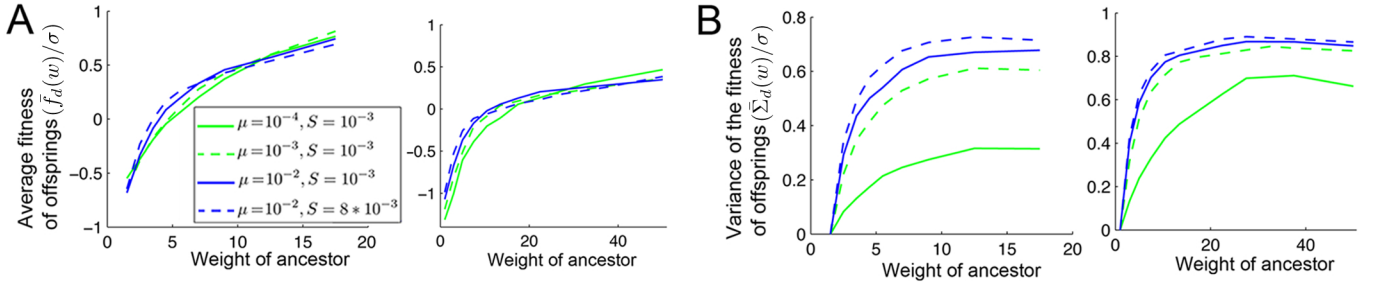 A
Average fitness
of offsprings (f̄_d(w)/σ)
1
0.5
0
−0.5
−1
0 5 10 15 20
Weight of ancestor
μ=10⁻⁴, S=10⁻³
μ=10⁻³, S=10⁻³
μ=10⁻², S=10⁻³
μ=10⁻², S=8∗10⁻³
1
0.5
0
−0.5
−1
0 20 40
Weight of ancestor
B
Variance of the fitness
of offsprings (Σ̄_d(w)/σ)
0.8
0.6
0.4
0.2
0
0 5 10 15 20
Weight of ancestor
1
0.8
0.6
0.4
0.2
0
0 20 40
Weight of ancestor